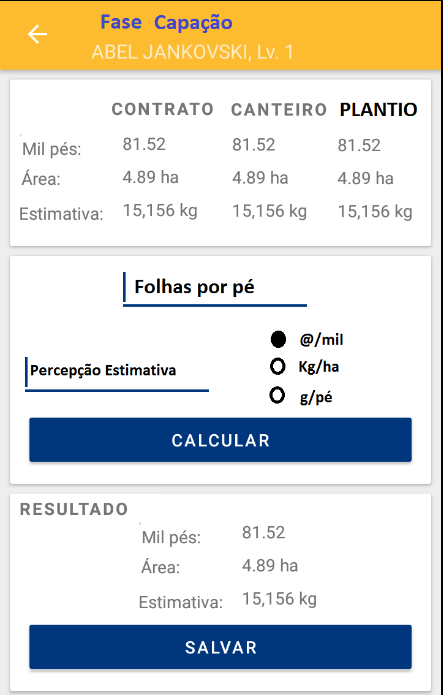 Fase Capação
ABEL JANKOVSKI, Lv. 1
CONTRATO CANTEIRO PLANTIO
Mil pés: 81.52 81.52 81.52
Área: 4.89 ha 4.89 ha 4.89 ha
Estimativa: 15,156 kg 15,156 kg 15,156 kg
Folhas por pé
@/mil
Percepção Estimativa Kg/ha
g/pé
CALCULAR
RESULTADO
Mil pés: 81.52
Área: 4.89 ha
Estimativa: 15,156 kg
SALVAR